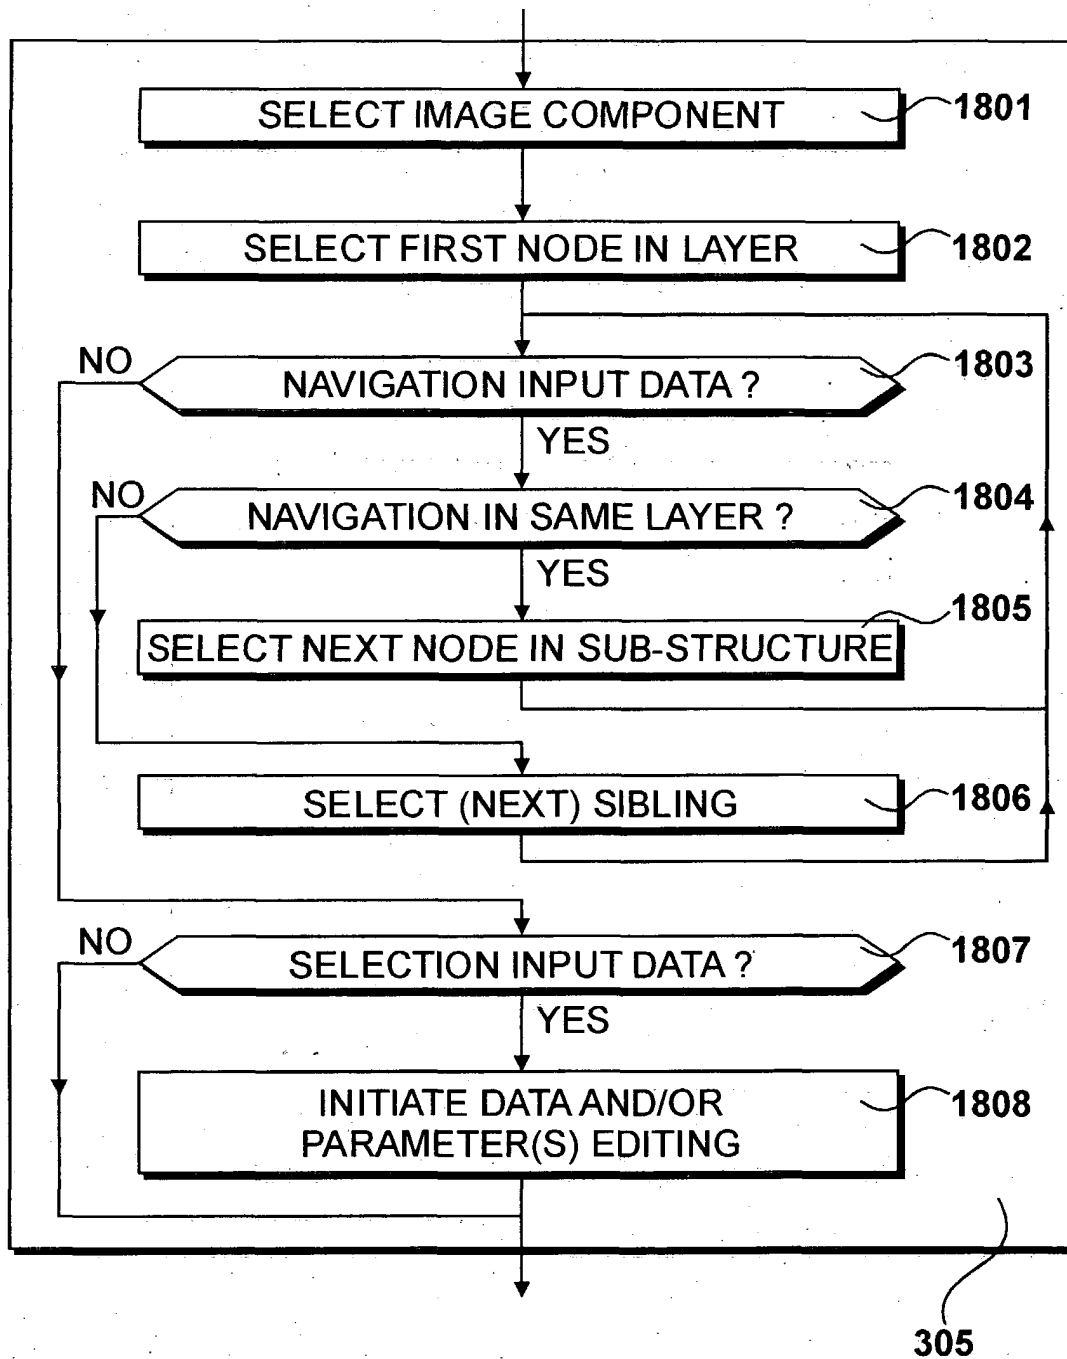 SELECT IMAGE COMPONENT
1801
SELECT FIRST NODE IN LAYER
1802
NO
NAVIGATION INPUT DATA ?
1803
YES
NO
NAVIGATION IN SAME LAYER ?
1804
YES
SELECT NEXT NODE IN SUB-STRUCTURE
1805
SELECT (NEXT) SIBLING
1806
NO
SELECTION INPUT DATA ?
1807
YES
INITIATE DATA AND/OR
PARAMETER(S) EDITING
1808
305